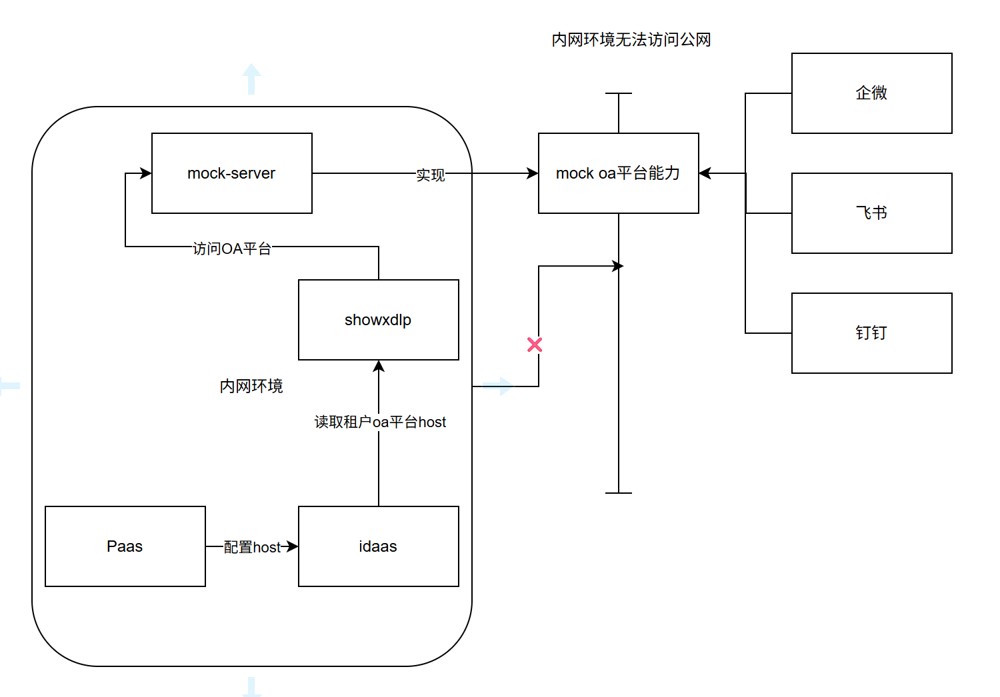 内网环境无法访问公网
企微
mock-server
实现
mock oa平台能力
飞书
访问OA平台
showxdlp
钉钉
内网环境
读取租户oa平台host
Paas
配置host
idaas